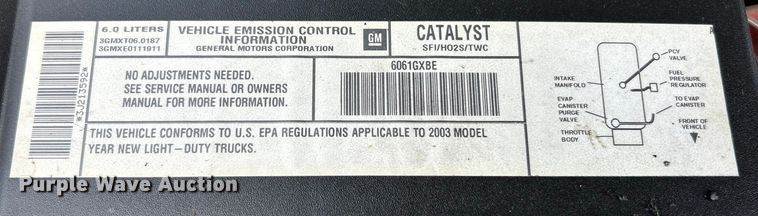 *3J213592*
6.0 LITERS
3GMXT06.0187
3GMXE0111911
VEHICLE EMISSION CONTROL
INFORMATION
GENERAL MOTORS CORPORATION
GM
CATALYST
SFI/HO2S/TWC
NO ADJUSTMENTS NEEDED.
SEE SERVICE MANUAL OR OWNERS
MANUAL FOR MORE INFORMATION.
6061GXBE
THIS VEHICLE CONFORMS TO U.S. EPA REGULATIONS APPLICABLE TO 2003 MODEL
YEAR NEW LIGHT-DUTY TRUCKS.
PCV
VALVE
INTAKE
MANIFOLD
FUEL
PRESSURE
REGULATOR
EVAP
CANISTER
PURGE
VALVE
TO EVAP
CANISTER
THROTTLE
BODY
FRONT OF
VEHICLE
A
Purple Wave Auction